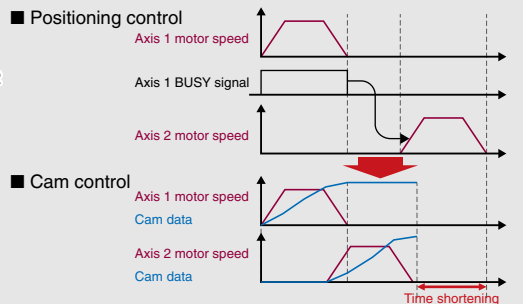 ■ Positioning control
Axis 1 motor speed
Axis 1 BUSY signal
Axis 2 motor speed
■ Cam control
Axis 1 motor speed
Cam data
Axis 2 motor speed
Cam data
Time shortening